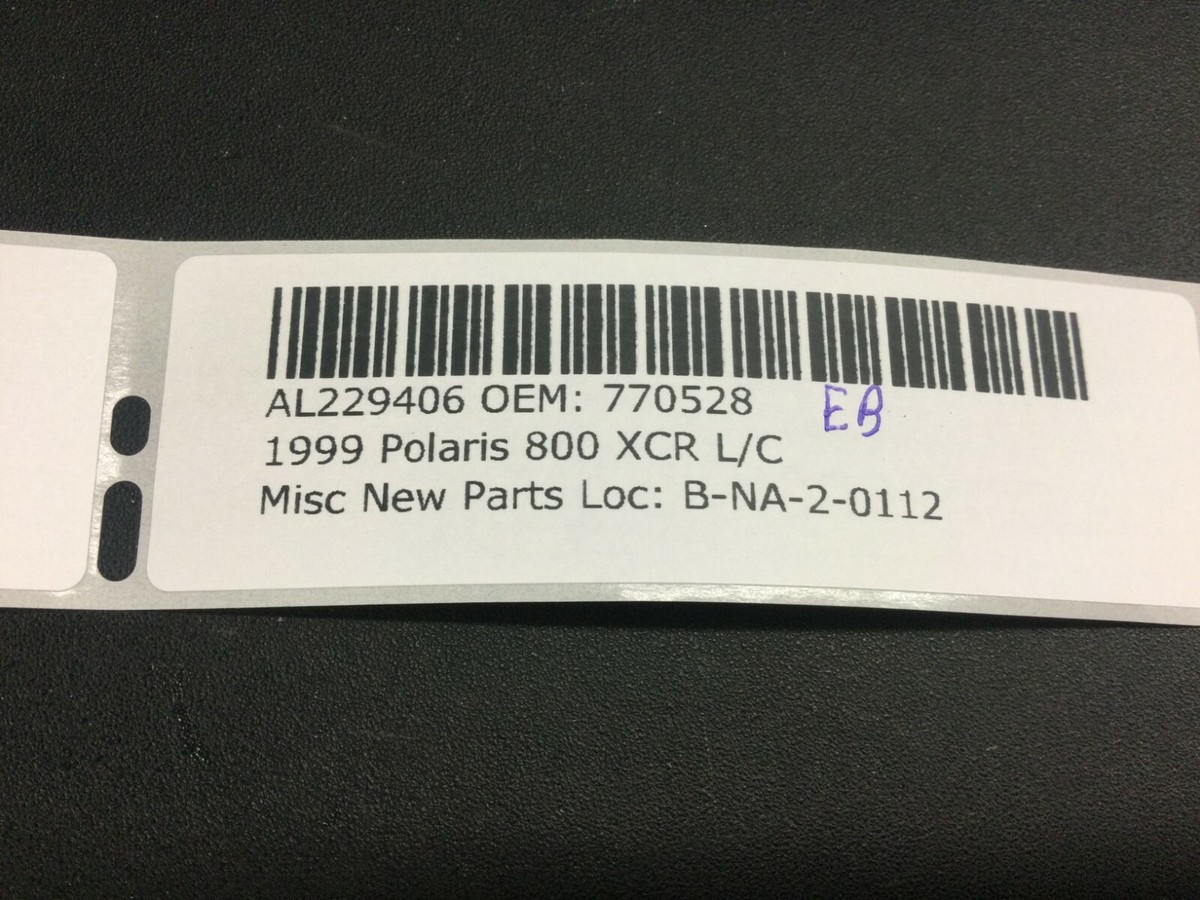 AL229406 OEM: 770528 EB
1999 Polaris 800 XCR L/C
Misc New Parts Loc: B-NA-2-0112